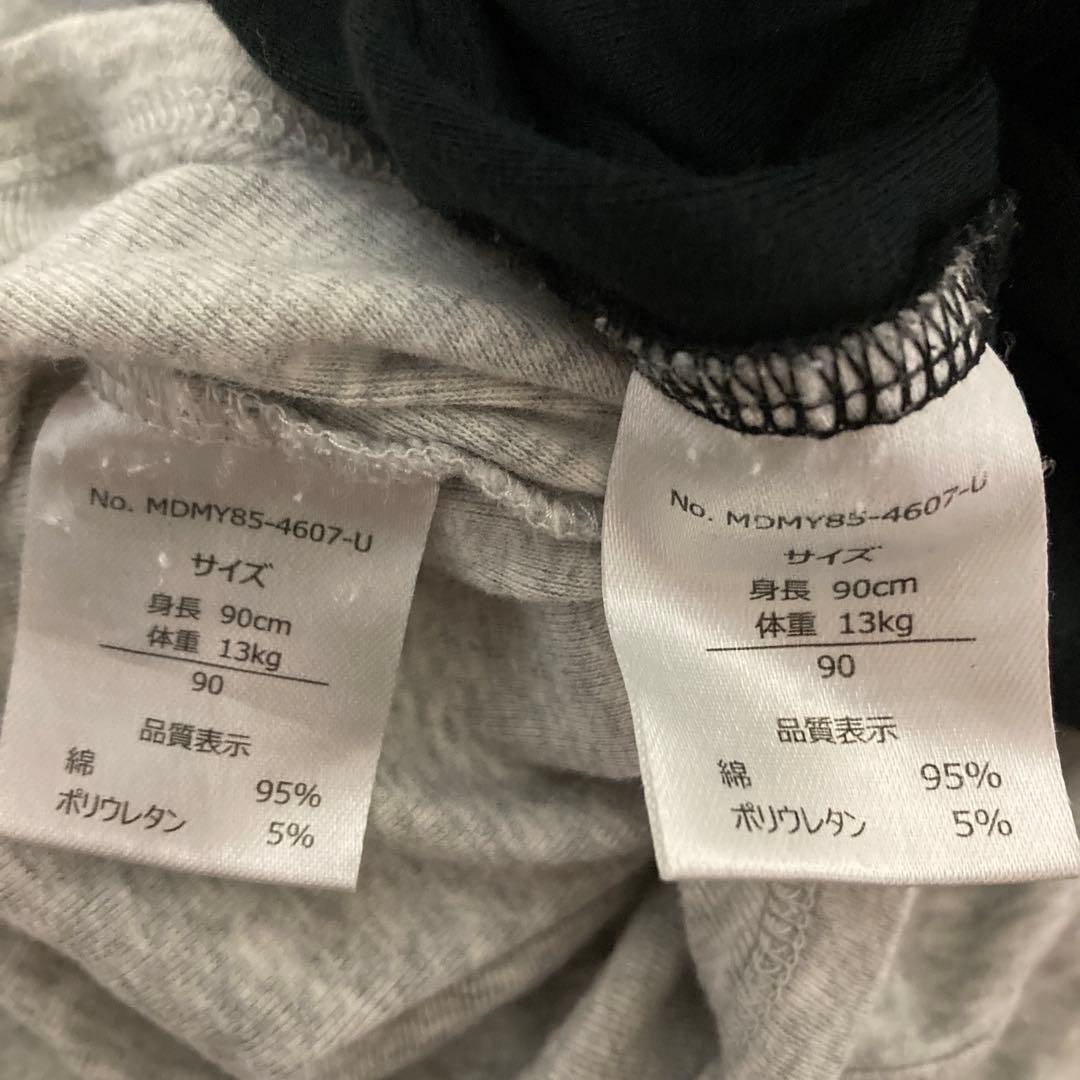 No. MDMY85-4607-U
サイズ
身長 90cm
体重 13kg
90
品質表示
綿 95%
ポリウレタン 5%
No. MDMY85-4607-U
サイズ
身長 90cm
体重 13kg
90
品質表示
綿 95%
ポリウレタン 5%